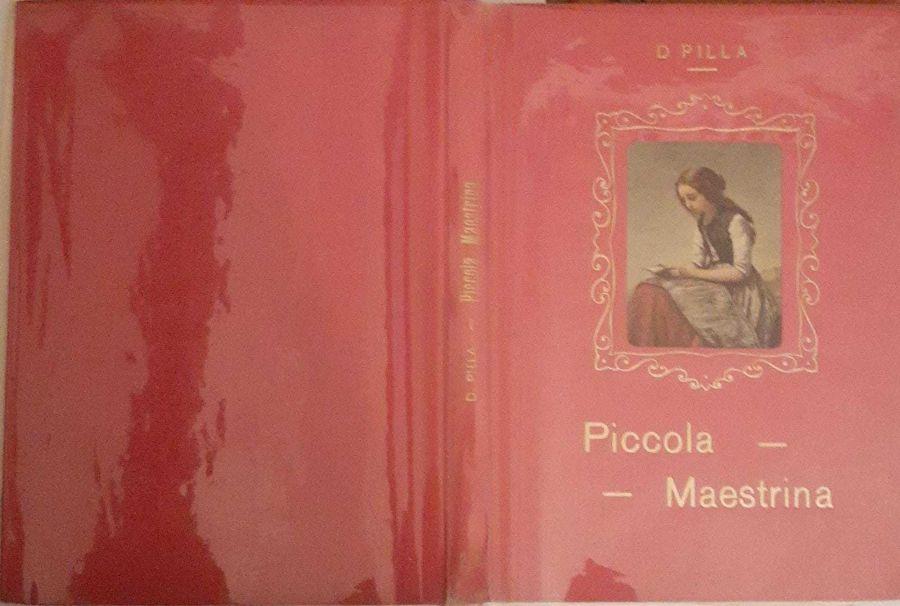 D. PILLA — Piccola Maestrina
D. PILLA
Piccola —
— Maestrina